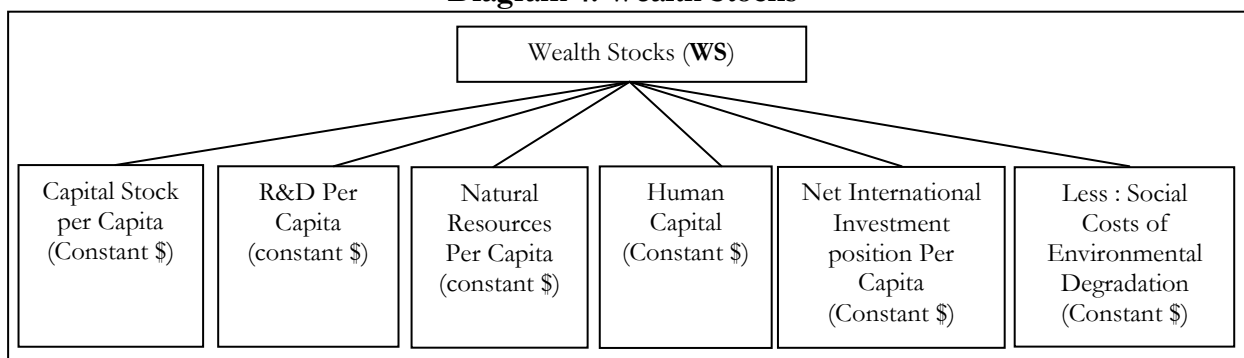 Diagram 4: Wealth Stocks
Wealth Stocks (WS)
Capital Stock
per Capita
(Constant $)
R&D Per
Capita
(constant $)
Natural
Resources
Per Capita
(constant $)
Human
Capital
(Constant $)
Net International
Investment
position Per
Capita
(Constant $)
Less : Social
Costs of
Environmental
Degradation
(Constant $)